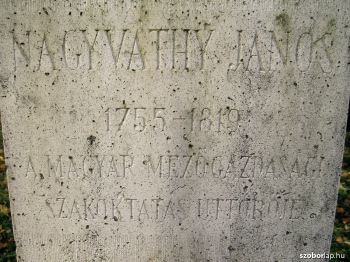 NAGYVÁTHY JÁNOS
1755-1819
A MAGYAR MEZŐGAZDASÁGI
SZAKOKTATÁS ÚTTÖRŐJE
szoborlap.hu